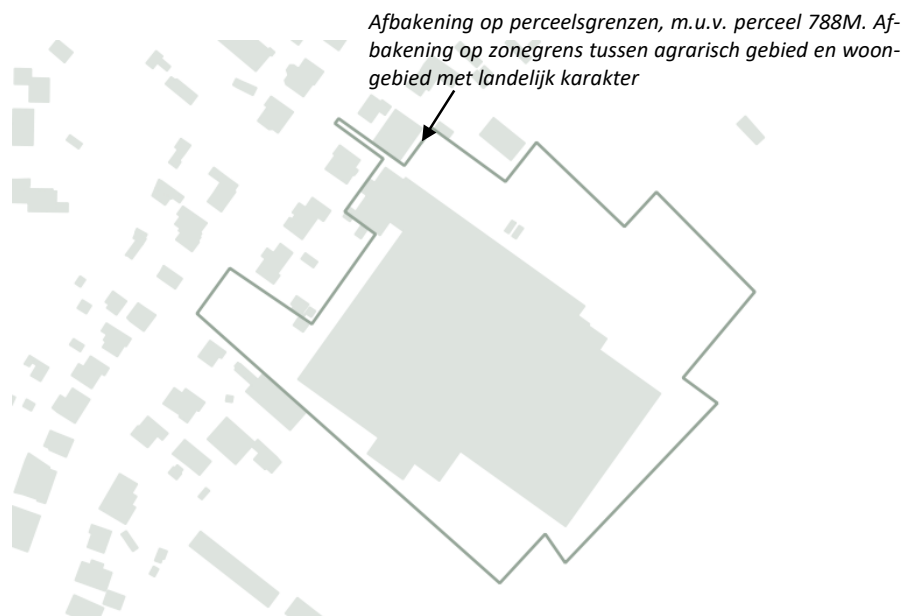 Afbakening op perceelsgrenzen, m.u.v. perceel 788M. Af-
bakening op zonegrens tussen agrarisch gebied en woon-
gebied met landelijk karakter